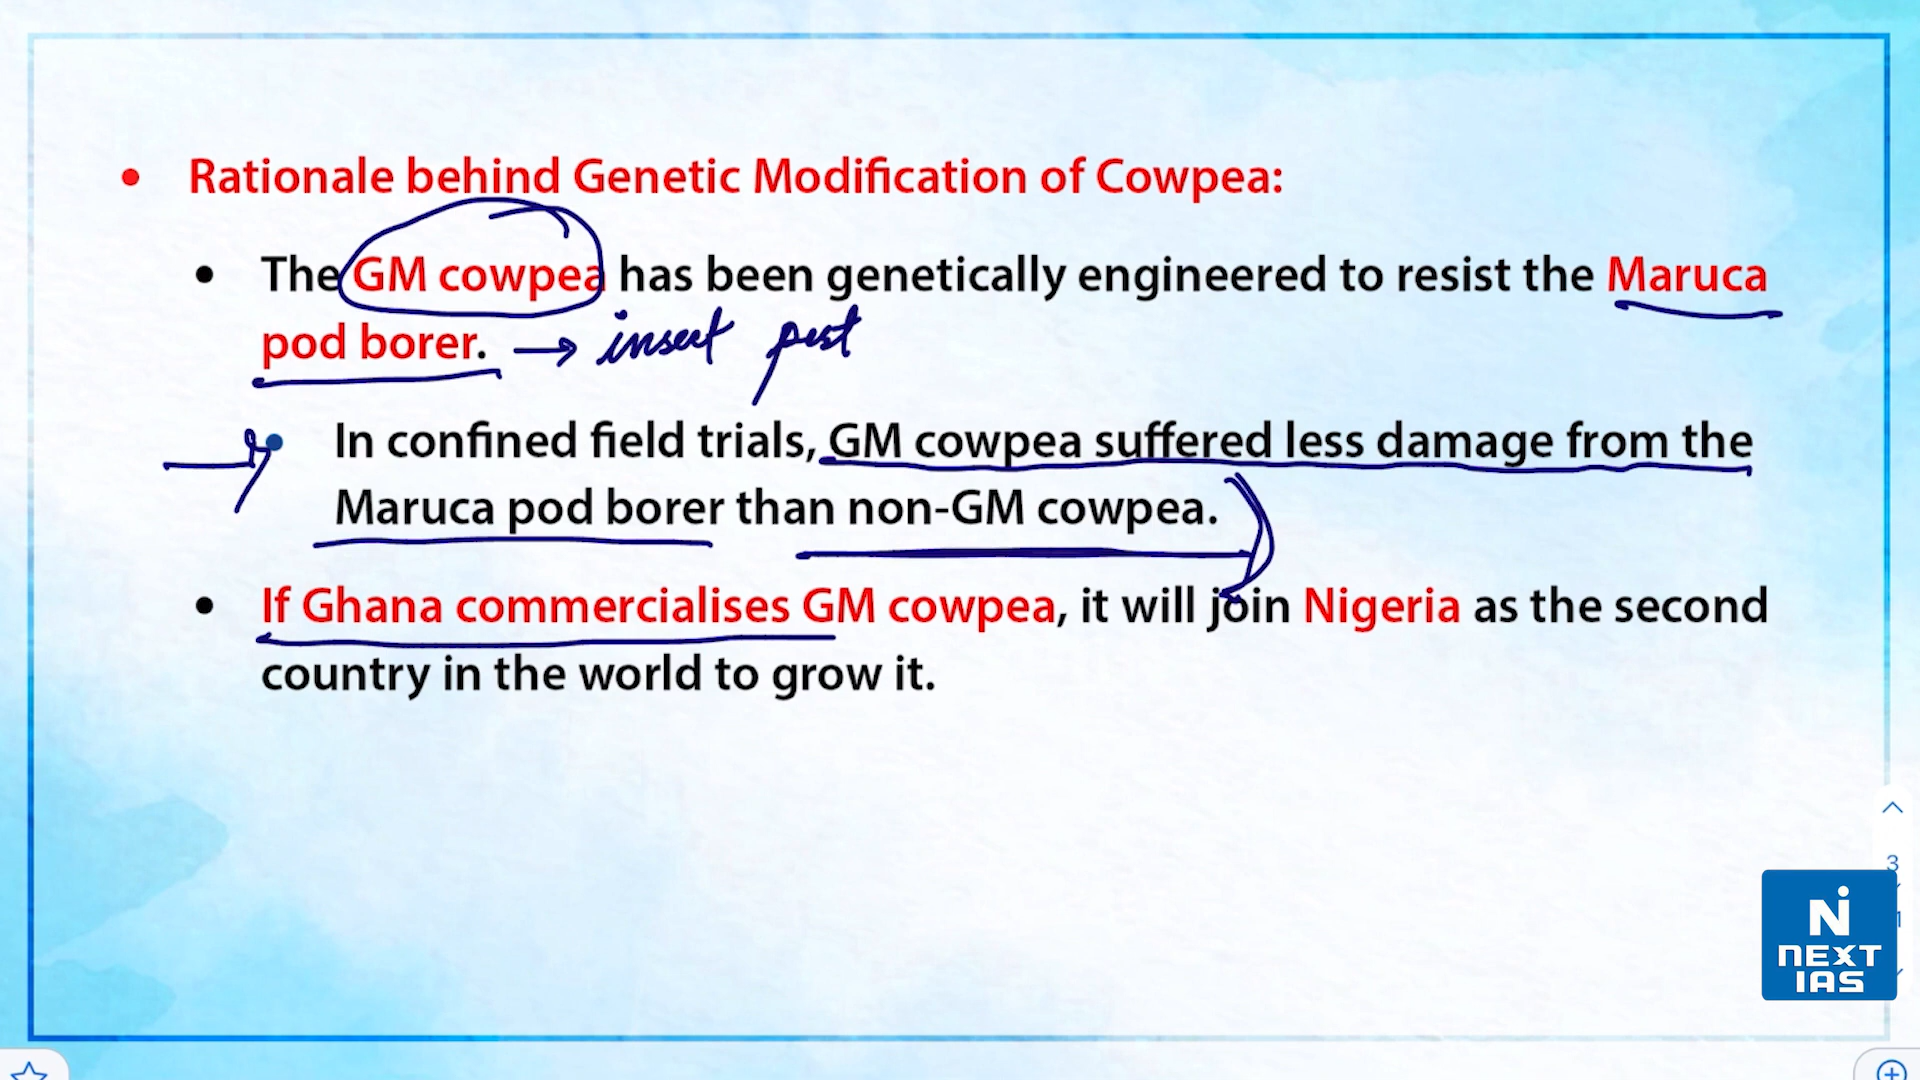 • Rationale behind Genetic Modification of Cowpea:
• The GM cowpea has been genetically engineered to resist the Maruca
pod borer. → insect pest
• In confined field trials, GM cowpea suffered less damage from the
Maruca pod borer than non-GM cowpea.
• If Ghana commercialises GM cowpea, it will join Nigeria as the second
country in the world to grow it.
3
NEXT
IAS